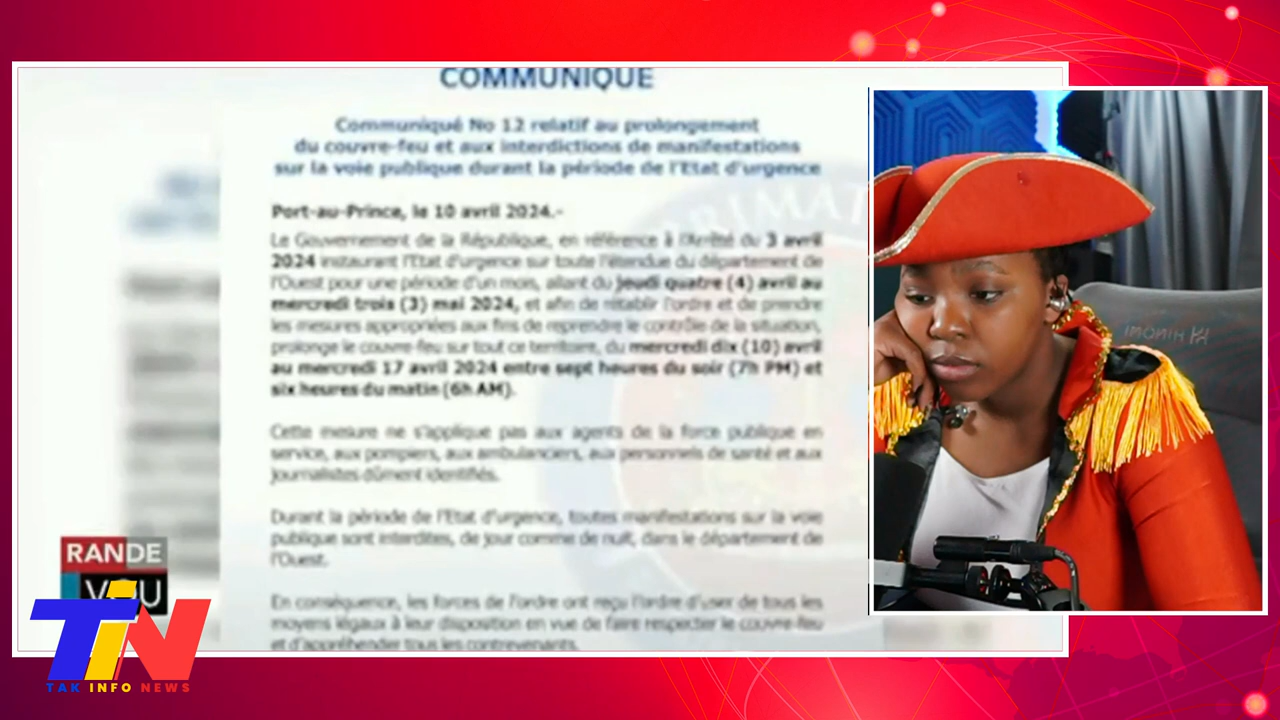 COMMUNIQUÉ
Communiqué No 12 relatif au prolongement
du couvre-feu et aux interdictions de manifestations
sur la voie publique durant la période de l'Etat d'urgence
PRIMAT
Port-au-Prince, le 10 avril 2024.-
Le Gouvernement de la République, en référence à l'Arrêté du 3 avril
2024 instaurant l'Etat d'urgence sur toute l'étendue du département de
l'Ouest pour une période d'un mois, allant du jeudi quatre (4) avril au
mercredi trois (3) mai 2024, et afin de rétablir l'ordre et de prendre
les mesures appropriées aux fins de reprendre le contrôle de la situation,
prolonge le couvre-feu sur tout ce territoire, du mercredi dix (10) avril
au mercredi 17 avril 2024 entre sept heures du soir (7h PM) et
six heures du matin (6h AM).
Cette mesure ne s'applique pas aux agents de la force publique en
service, aux pompiers, aux ambulanciers, aux personnels de santé et aux
journalistes dûment identifiés.
Durant la période de l'Etat d'urgence, toutes manifestations sur la voie
publique sont interdites, de jour comme de nuit, dans le département de
l'Ouest.
En conséquence, les forces de l'ordre ont reçu l'ordre d'user de tous les
moyens légaux à leur disposition en vue de faire respecter le couvre-feu
et d'appréhender tous les contrevenants.
RANDE
VOU
TIN
TAK INFO NEWS